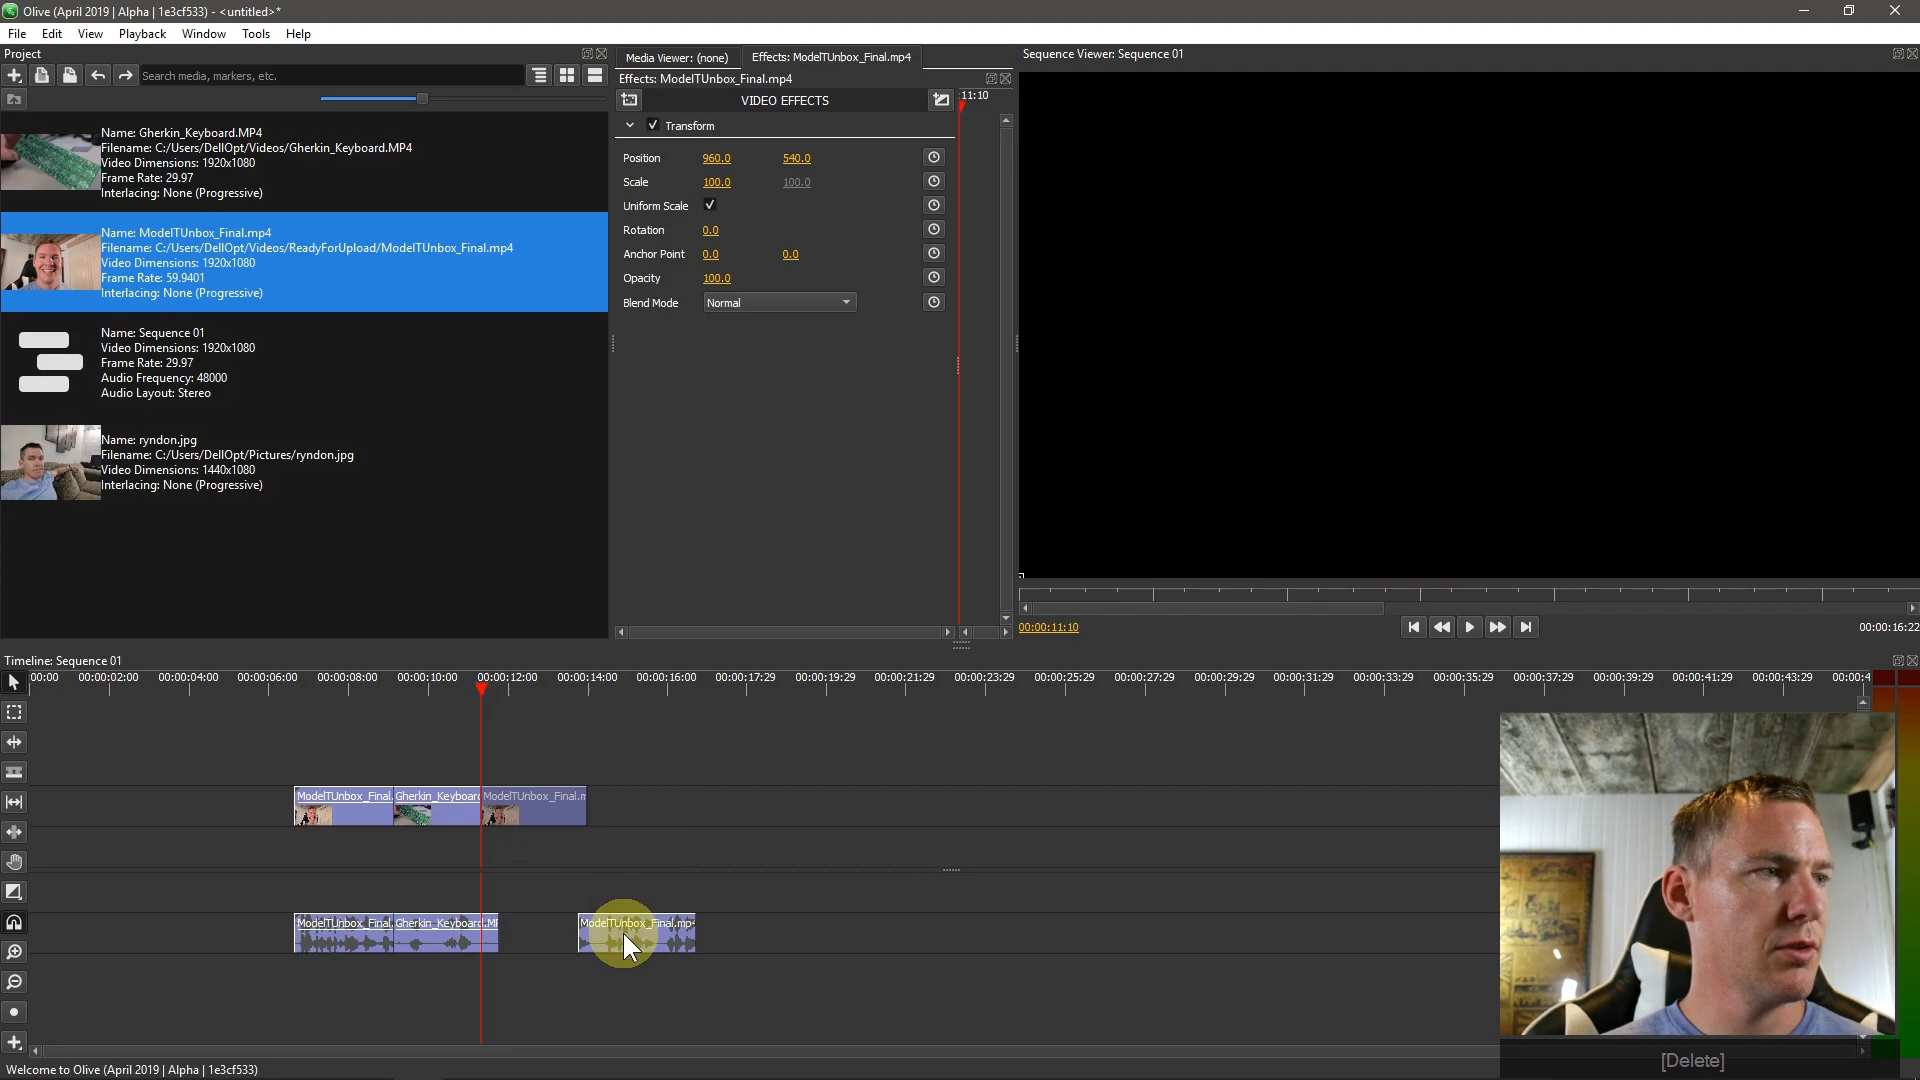 Olive (April 2019 | Alpha | 1e3cf533) - <untitled>*
File Edit View Playback Window Tools Help
Project
Search media, markers, etc.
Name: Gherkin_Keyboard.MP4
Filename: C:/Users/DellOpt/Videos/Gherkin_Keyboard.MP4
Video Dimensions: 1920x1080
Frame Rate: 29.97
Interlacing: None (Progressive)
Name: ModelTUnbox_Final.mp4
Filename: C:/Users/DellOpt/Videos/ReadyForUpload/ModelTUnbox_Final.mp4
Video Dimensions: 1920x1080
Frame Rate: 59.9401
Interlacing: None (Progressive)
Name: Sequence 01
Video Dimensions: 1920x1080
Frame Rate: 29.97
Audio Frequency: 48000
Audio Layout: Stereo
Name: ryndon.jpg
Filename: C:/Users/DellOpt/Pictures/ryndon.jpg
Video Dimensions: 1440x1080
Interlacing: None (Progressive)
Media Viewer: (none) Effects: ModelTUnbox_Final.mp4
Effects: ModelTUnbox_Final.mp4
VIDEO EFFECTS
:11:10
Transform
Position 960.0 540.0
Scale 100.0 100.0
Uniform Scale
Rotation 0.0
Anchor Point 0.0 0.0
Opacity 100.0
Blend Mode Normal
Sequence Viewer: Sequence 01
00:00:11:10
00:00:16:22
Timeline: Sequence 01
:00:00 00:00:02:00 00:00:04:00 00:00:06:00 00:00:08:00 00:00:10:00 00:00:12:00 00:00:14:00 00:00:16:00 00:00:17:29 00:00:19:29 00:00:21:29 00:00:23:29 00:00:25:29 00:00:27:29 00:00:29:29 00:00:31:29 00:00:33:29 00:00:35:29 00:00:37:29 00:00:39:29 00:00:41:29 00:00:43:29 00:00:4
ModelTUnbox_Final. Gherkin_Keyboard ModelTUnbox_Final.m
ModelTUnbox_Final. Gherkin_Keyboard.MP ModelTUnbox_Final.mp4
[Delete]
Welcome to Olive (April 2019 | Alpha | 1e3cf533)